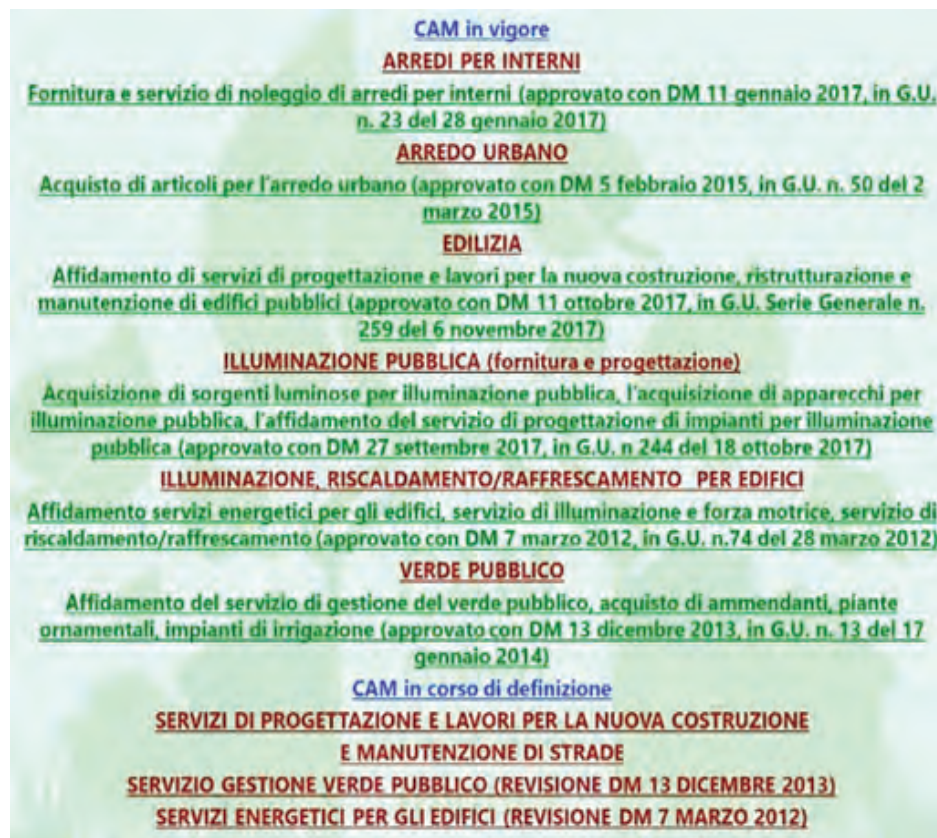 CAM in vigore
ARREDI PER INTERNI
Fornitura e servizio di noleggio di arredi per interni (approvato con DM 11 gennaio 2017, in G.U.
n. 23 del 28 gennaio 2017)
ARREDO URBANO
Acquisto di articoli per l'arredo urbano (approvato con DM 5 febbraio 2015, in G.U. n. 50 del 2
marzo 2015)
EDILIZIA
Affidamento di servizi di progettazione e lavori per la nuova costruzione, ristrutturazione e
manutenzione di edifici pubblici (approvato con DM 11 ottobre 2017, in G.U. Serie Generale n.
259 del 6 novembre 2017)
ILLUMINAZIONE PUBBLICA (fornitura e progettazione)
Acquisizione di sorgenti luminose per illuminazione pubblica, l'acquisizione di apparecchi per
illuminazione pubblica, l'affidamento del servizio di progettazione di impianti per illuminazione
pubblica (approvato con DM 27 settembre 2017, in G.U. n 244 del 18 ottobre 2017)
ILLUMINAZIONE, RISCALDAMENTO/RAFFRESCAMENTO PER EDIFICI
Affidamento servizi energetici per gli edifici, servizio di illuminazione e forza motrice, servizio di
riscaldamento/raffrescamento (approvato con DM 7 marzo 2012, in G.U. n.74 del 28 marzo 2012)
VERDE PUBBLICO
Affidamento del servizio di gestione del verde pubblico, acquisto di ammendanti, piante
ornamentali, impianti di irrigazione (approvato con DM 13 dicembre 2013, in G.U. n. 13 del 17
gennaio 2014)
CAM in corso di definizione
SERVIZI DI PROGETTAZIONE E LAVORI PER LA NUOVA COSTRUZIONE
E MANUTENZIONE DI STRADE
SERVIZIO GESTIONE VERDE PUBBLICO (REVISIONE DM 13 DICEMBRE 2013)
SERVIZI ENERGETICI PER GLI EDIFICI (REVISIONE DM 7 MARZO 2012)